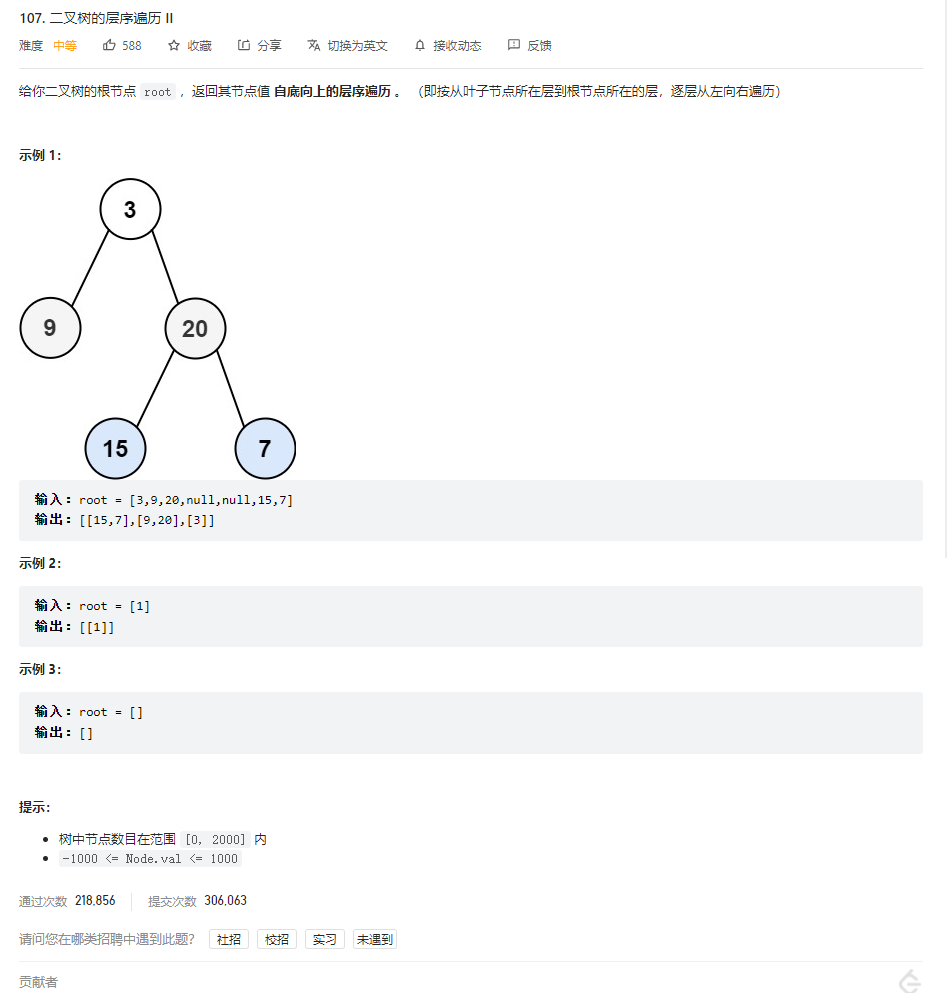 107. 二叉树的层序遍历 II
难度 中等 588 收藏 分享 切换为英文 接收动态 反馈
给你二叉树的根节点 root ，返回其节点值 自底向上的层序遍历 。 （即按从叶子节点所在层到根节点所在的层，逐层从左向右遍历）
示例 1：
3
9 20
15 7
输入：root = [3,9,20,null,null,15,7]
输出：[[15,7],[9,20],[3]]
示例 2：
输入：root = [1]
输出：[[1]]
示例 3：
输入：root = []
输出：[]
提示：
树中节点数目在范围 [0, 2000] 内
-1000 <= Node.val <= 1000
通过次数 218,856 提交次数 306,063
请问您在哪类招聘中遇到此题？ 社招 校招 实习 未遇到
贡献者